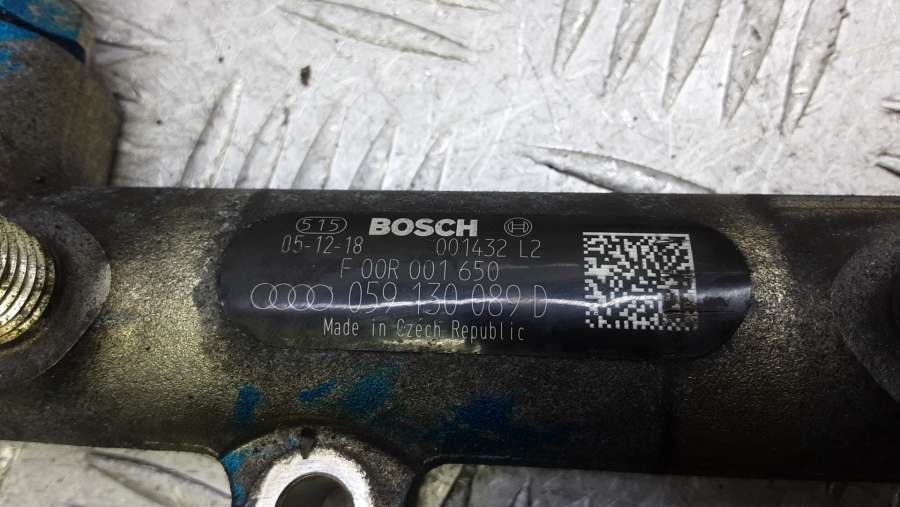 515 BOSCH
05-12-18 001432 L2
F 00R 001 650
059 130 089 D
Made in Czech Republic